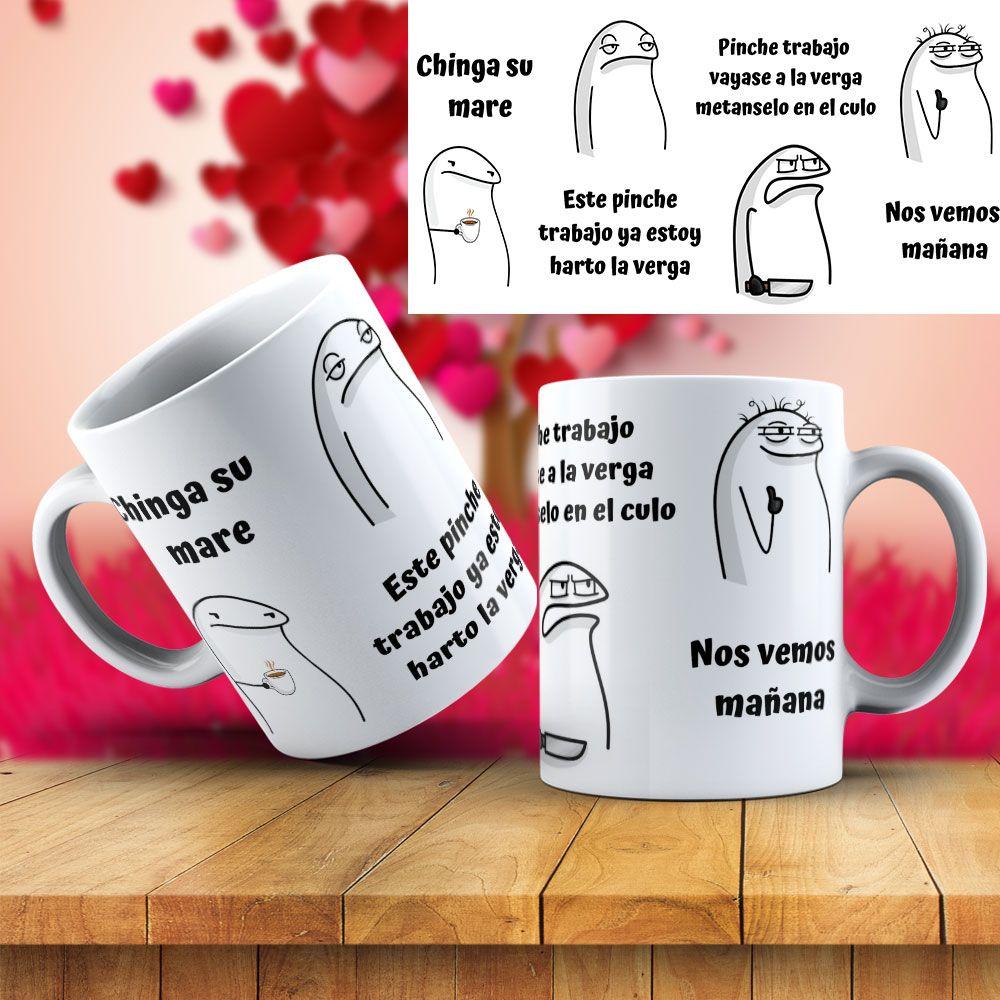 Chinga su
mare
Pinche trabajo
vayase a la verga
metanselo en el culo
Este pinche
trabajo ya estoy
harto la verga
Nos vemos
mañana
Chinga su
mare
Este pinche
trabajo ya esto
harto la verg
he trabajo
e a la verga
selo en el culo
Nos vemos
mañana